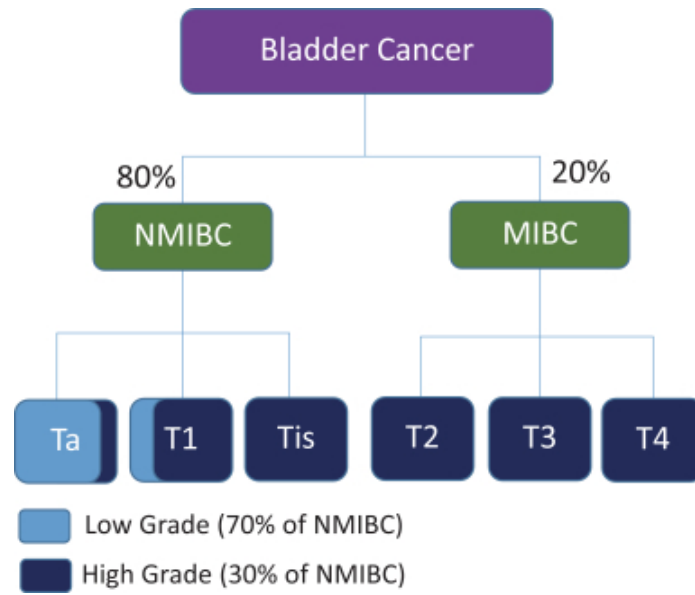 Bladder Cancer
80%
20%
NMIBC
MIBC
Ta
T1
Tis
T2
T3
T4
Low Grade (70% of NMIBC)
High Grade (30% of NMIBC)